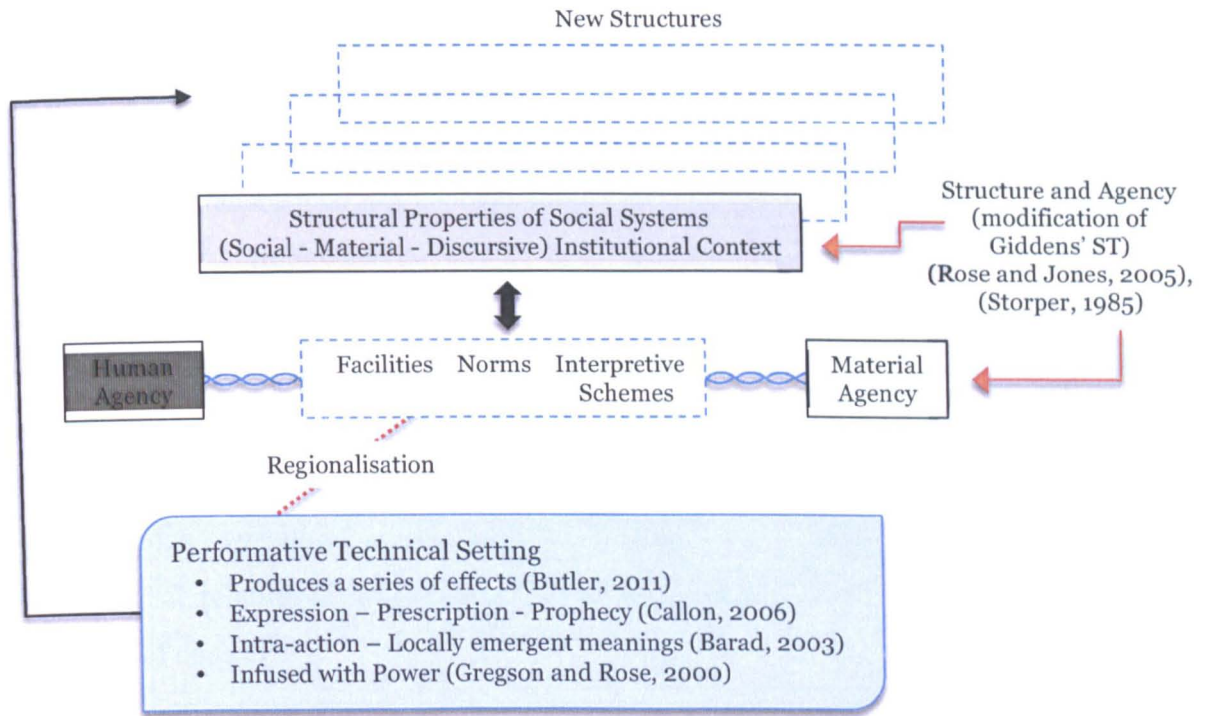 New Structures
Structural Properties of Social Systems
(Social - Material - Discursive) Institutional Context
Structure and Agency
(modification of
Giddens' ST)
(Rose and Jones, 2005),
(Storper, 1985)
Human
Agency
Facilities Norms Interpretive
Schemes
Material
Agency
Regionalisation
Performative Technical Setting
• Produces a series of effects (Butler, 2011)
• Expression – Prescription - Prophecy (Callon, 2006)
• Intra-action – Locally emergent meanings (Barad, 2003)
• Infused with Power (Gregson and Rose, 2000)